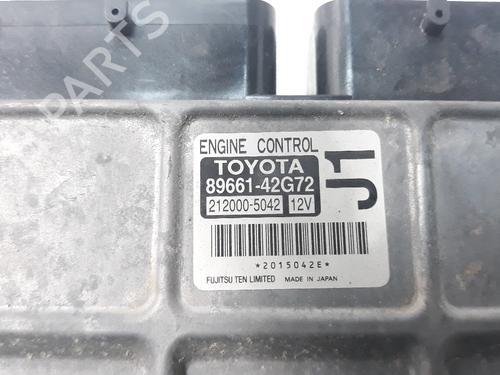 PARTS
ENGINE CONTROL
TOYOTA
89661-42G72
212000-5042 12V
J1
*2015042E*
FUJITSU TEN LIMITED MADE IN JAPAN